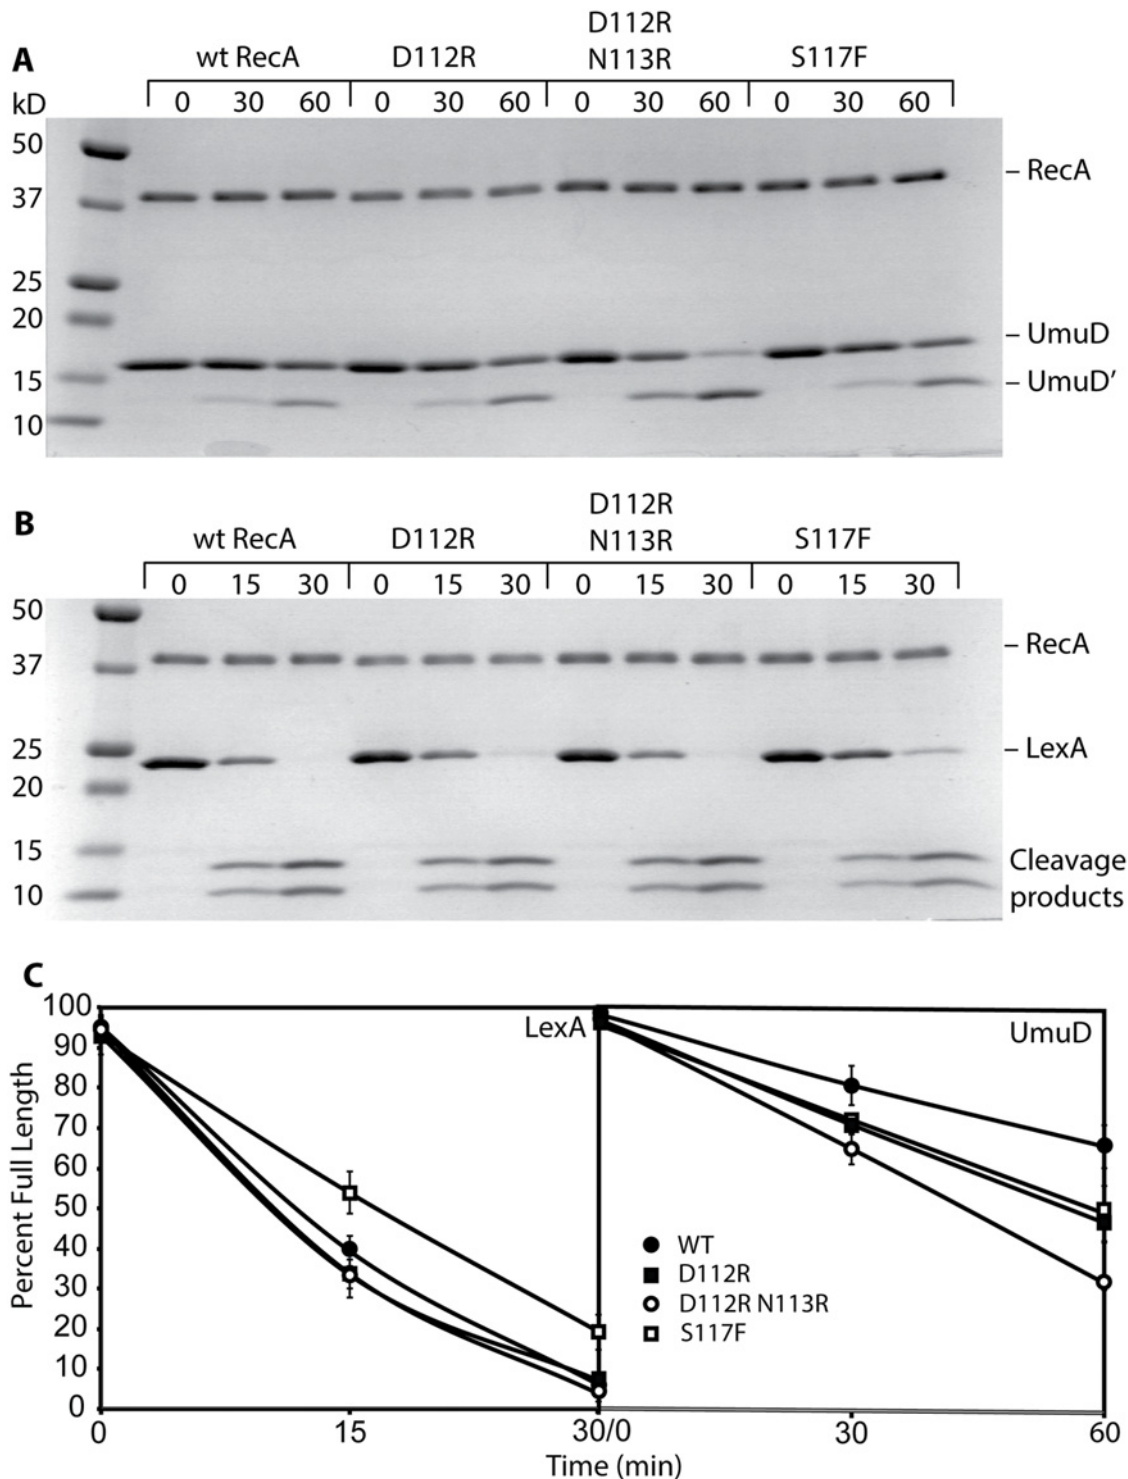 D112R
A wt RecA D112R N113R S117F
kD 0 30 60 0 30 60 0 30 60 0 30 60
50
– RecA
37
25
20
– UmuD
15
– UmuD′
10
D112R
B wt RecA D112R N113R S117F
0 15 30 0 15 30 0 15 30 0 15 30
50
– RecA
37
25
– LexA
20
15
Cleavage
products
10
C
100
LexA
UmuD
90
80
70
60
50
40
30
20
10
0
Percent Full Length
WT
D112R
D112R N113R
S117F
0 15 30/0 30 60
Time (min)